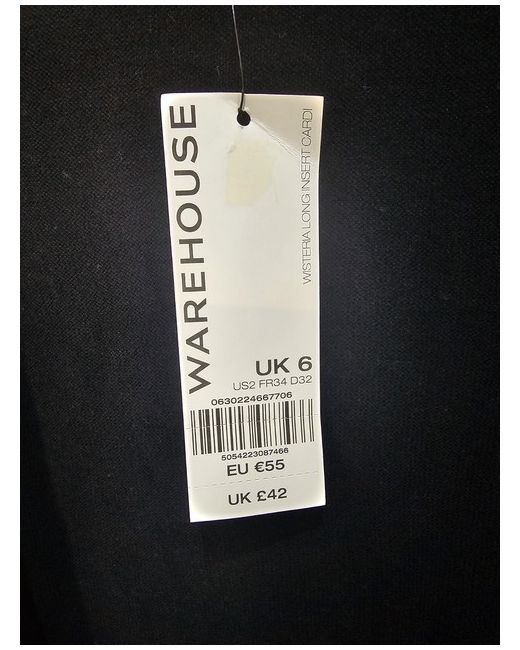 WAREHOUSE
WISTERIA LONG INSERT CARDI
UK 6
US2 FR34 D32
0630224667706
5054223087466
EU €55
UK £42